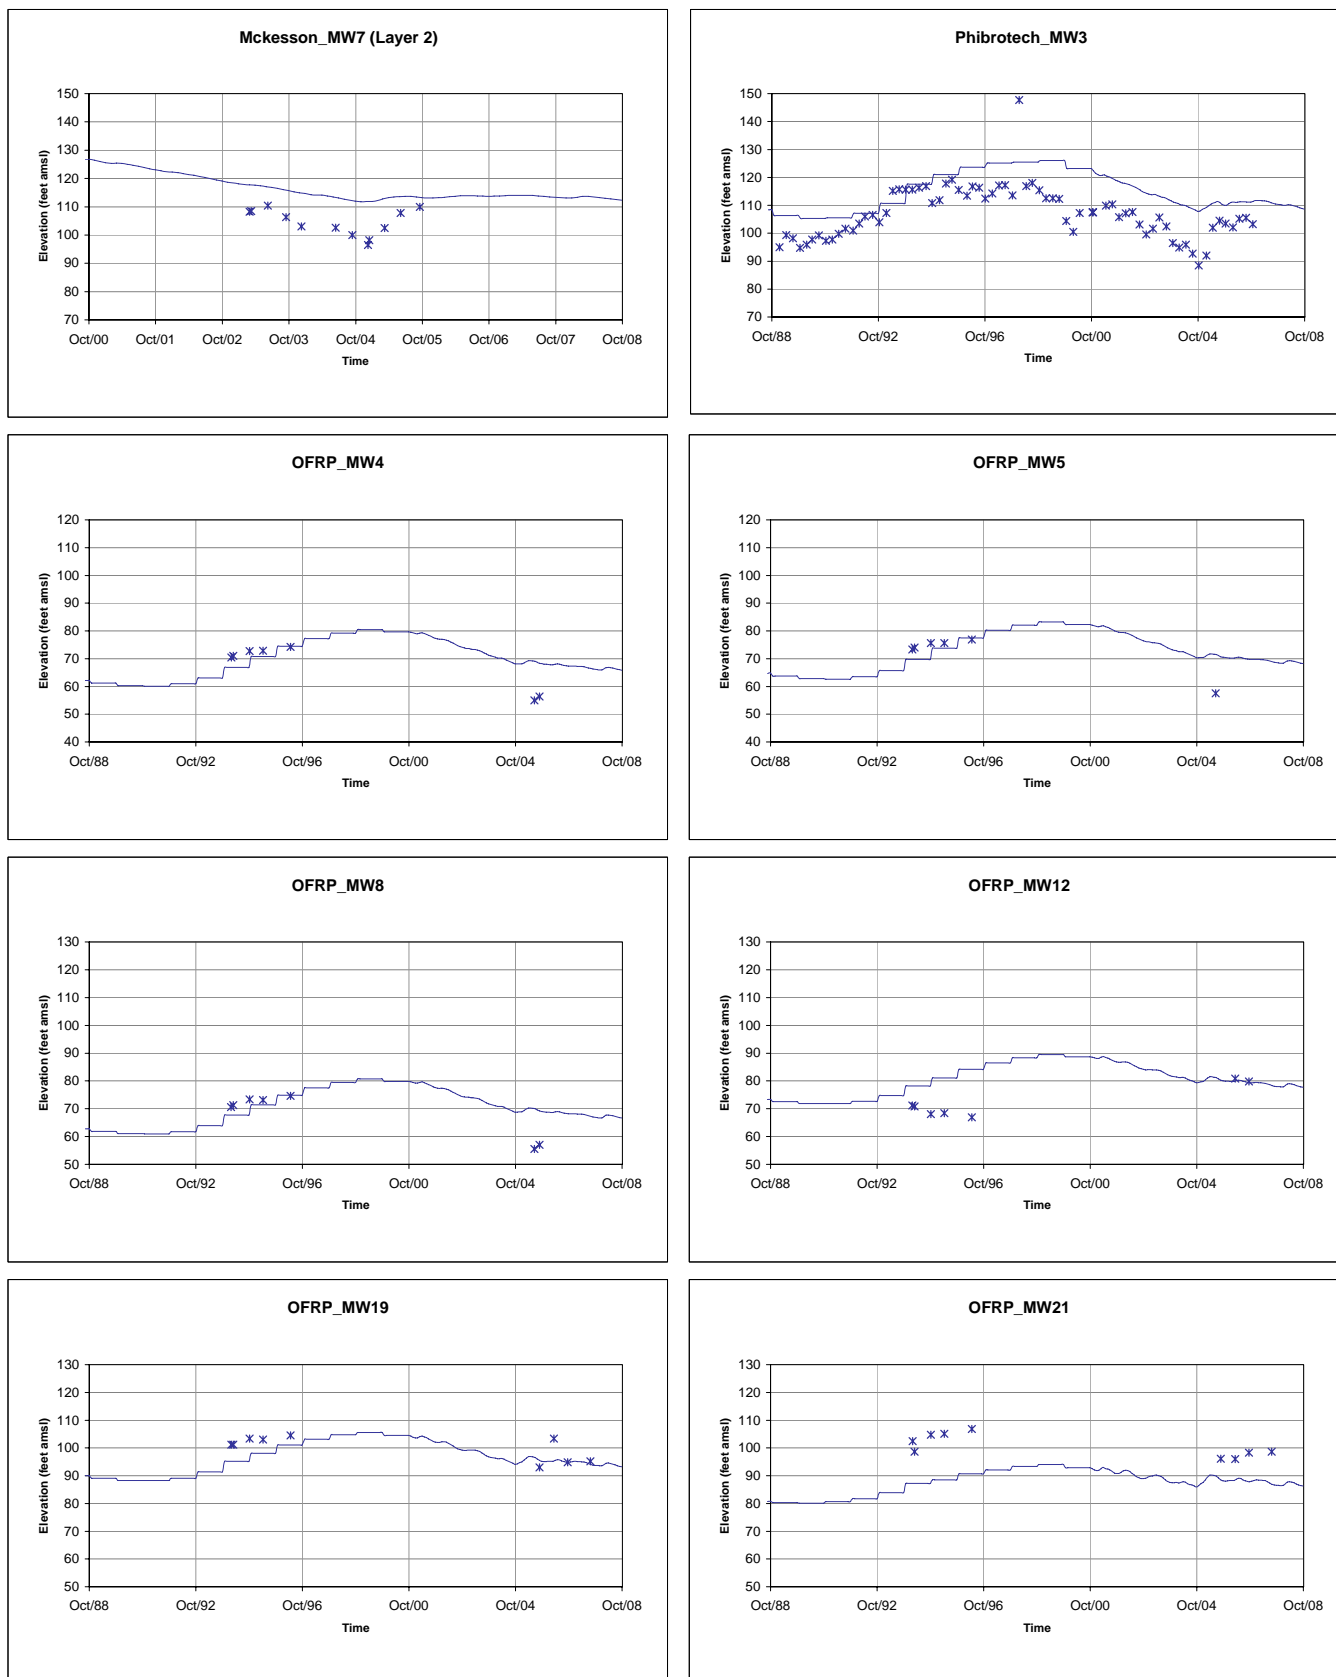 Mckesson_MW7 (Layer 2)
150
140
130
120
110
100
90
80
70
Elevation (feet amsl)
Oct/00 Oct/01 Oct/02 Oct/03 Oct/04 Oct/05 Oct/06 Oct/07 Oct/08
Time
Phibrotech_MW3
150
140
130
120
110
100
90
80
70
Elevation (feet amsl)
Oct/88 Oct/92 Oct/96 Oct/00 Oct/04 Oct/08
Time
OFRP_MW4
120
110
100
90
80
70
60
50
40
Elevation (feet amsl)
Oct/88 Oct/92 Oct/96 Oct/00 Oct/04 Oct/08
Time
OFRP_MW5
120
110
100
90
80
70
60
50
40
Elevation (feet amsl)
Oct/88 Oct/92 Oct/96 Oct/00 Oct/04 Oct/08
Time
OFRP_MW8
130
120
110
100
90
80
70
60
50
Elevation (feet amsl)
Oct/88 Oct/92 Oct/96 Oct/00 Oct/04 Oct/08
Time
OFRP_MW12
130
120
110
100
90
80
70
60
50
Elevation (feet amsl)
Oct/88 Oct/92 Oct/96 Oct/00 Oct/04 Oct/08
Time
OFRP_MW19
130
120
110
100
90
80
70
60
50
Elevation (feet amsl)
Oct/88 Oct/92 Oct/96 Oct/00 Oct/04 Oct/08
Time
OFRP_MW21
130
120
110
100
90
80
70
60
50
Elevation (feet amsl)
Oct/88 Oct/92 Oct/96 Oct/00 Oct/04 Oct/08
Time